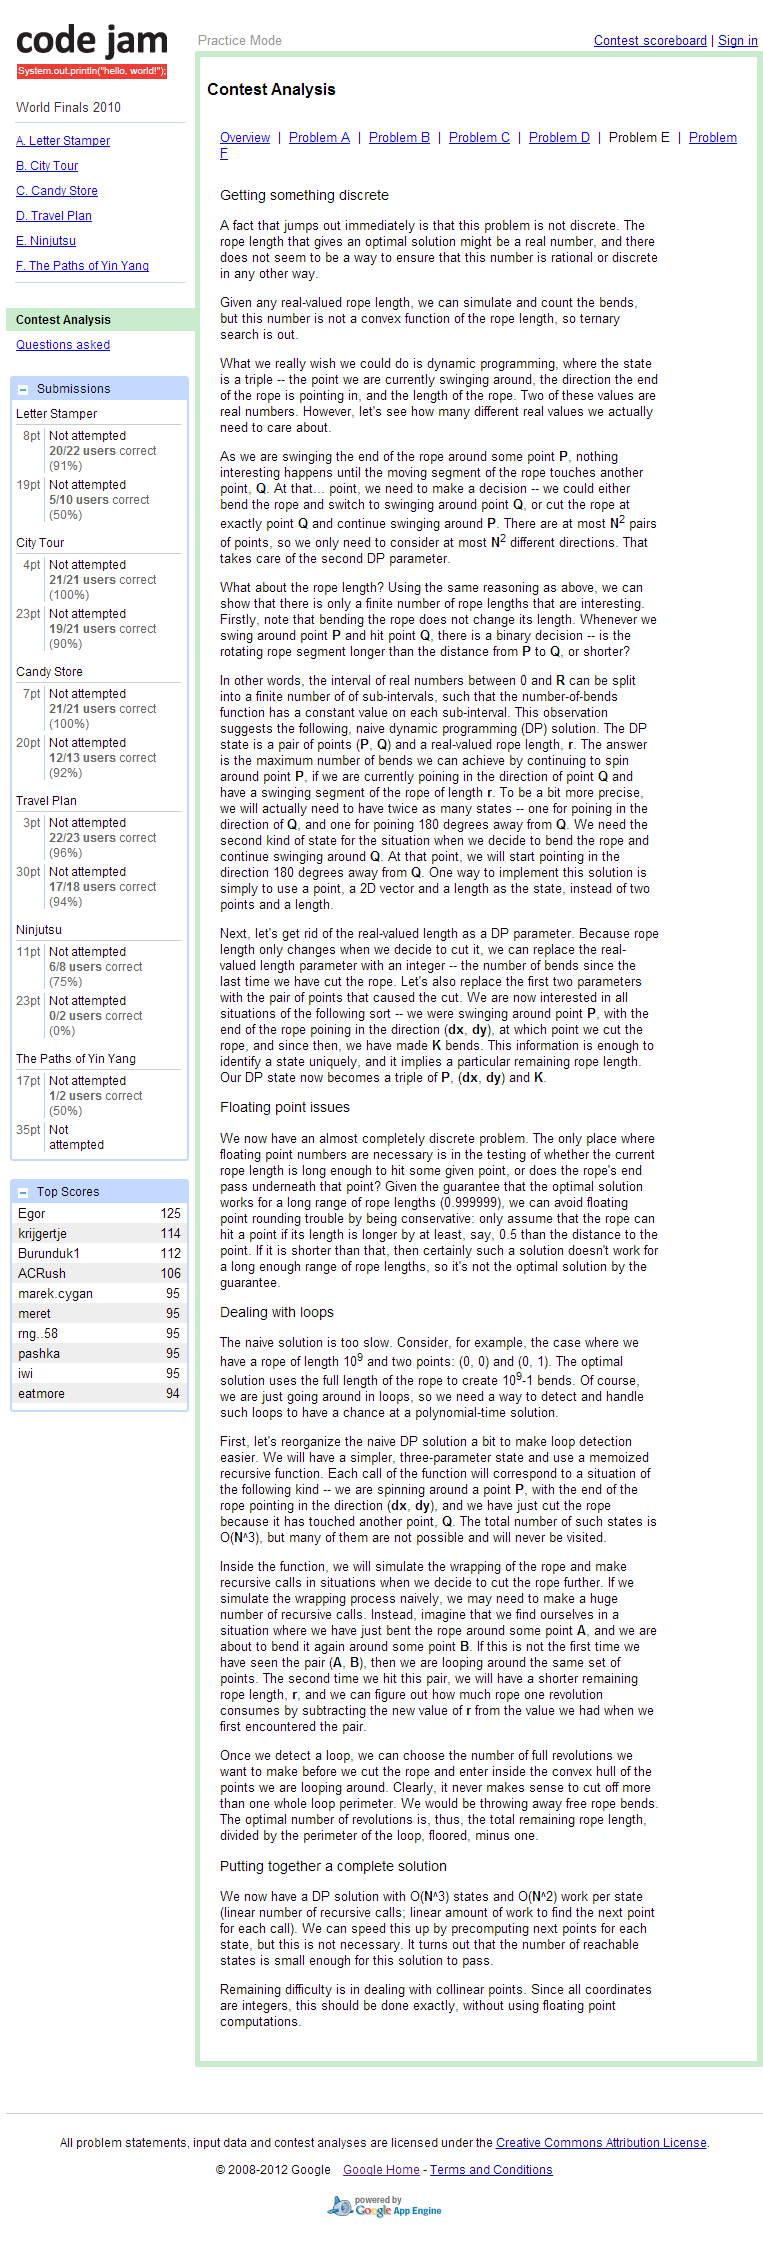 code jam
System.out.println("hello, world!");
Practice Mode
Contest scoreboard | Sign in
World Finals 2010
A. Letter Stamper
B. City Tour
C. Candy Store
D. Travel Plan
E. Ninjutsu
F. The Paths of Yin Yang
Contest Analysis
Questions asked
Submissions
Letter Stamper
8pt Not attempted
20/22 users correct
(91%)
19pt Not attempted
5/10 users correct
(50%)
City Tour
4pt Not attempted
21/21 users correct
(100%)
23pt Not attempted
19/21 users correct
(90%)
Candy Store
7pt Not attempted
21/21 users correct
(100%)
20pt Not attempted
12/13 users correct
(92%)
Travel Plan
3pt Not attempted
22/23 users correct
(96%)
30pt Not attempted
17/18 users correct
(94%)
Ninjutsu
11pt Not attempted
6/8 users correct
(75%)
23pt Not attempted
0/2 users correct
(0%)
The Paths of Yin Yang
17pt Not attempted
1/2 users correct
(50%)
35pt Not
attempted
Top Scores
Egor 125
krijgertje 114
Burunduk1 112
ACRush 106
marek.cygan 95
meret 95
rng..58 95
pashka 95
iwi 95
eatmore 94
Contest Analysis
Overview | Problem A | Problem B | Problem C | Problem D | Problem E | Problem
F
Getting something discrete
A fact that jumps out immediately is that this problem is not discrete. The
rope length that gives an optimal solution might be a real number, and there
does not seem to be a way to ensure that this number is rational or discrete
in any other way.
Given any real-valued rope length, we can simulate and count the bends,
but this number is not a convex function of the rope length, so ternary
search is out.
What we really wish we could do is dynamic programming, where the state
is a triple -- the point we are currently swinging around, the direction the end
of the rope is pointing in, and the length of the rope. Two of these values are
real numbers. However, let's see how many different real values we actually
need to care about.
As we are swinging the end of the rope around some point P, nothing
interesting happens until the moving segment of the rope touches another
point, Q. At that... point, we need to make a decision -- we could either
bend the rope and switch to swinging around point Q, or cut the rope at
exactly point Q and continue swinging around P. There are at most N2 pairs
of points, so we only need to consider at most N2 different directions. That
takes care of the second DP parameter.
What about the rope length? Using the same reasoning as above, we can
show that there is only a finite number of rope lengths that are interesting.
Firstly, note that bending the rope does not change its length. Whenever we
swing around point P and hit point Q, there is a binary decision -- is the
rotating rope segment longer than the distance from P to Q, or shorter?
In other words, the interval of real numbers between 0 and R can be split
into a finite number of of sub-intervals, such that the number-of-bends
function has a constant value on each sub-interval. This observation
suggests the following, naive dynamic programming (DP) solution. The DP
state is a pair of points (P, Q) and a real-valued rope length, r. The answer
is the maximum number of bends we can achieve by continuing to spin
around point P, if we are currently poining in the direction of point Q and
have a swinging segment of the rope of length r. To be a bit more precise,
we will actually need to have twice as many states -- one for poining in the
direction of Q, and one for poining 180 degrees away from Q. We need the
second kind of state for the situation when we decide to bend the rope and
continue swinging around Q. At that point, we will start pointing in the
direction 180 degrees away from Q. One way to implement this solution is
simply to use a point, a 2D vector and a length as the state, instead of two
points and a length.
Next, let's get rid of the real-valued length as a DP parameter. Because rope
length only changes when we decide to cut it, we can replace the real-
valued length parameter with an integer -- the number of bends since the
last time we have cut the rope. Let's also replace the first two parameters
with the pair of points that caused the cut. We are now interested in all
situations of the following sort -- we were swinging around point P, with the
end of the rope poining in the direction (dx, dy), at which point we cut the
rope, and since then, we have made K bends. This information is enough to
identify a state uniquely, and it implies a particular remaining rope length.
Our DP state now becomes a triple of P, (dx, dy) and K.
Floating point issues
We now have an almost completely discrete problem. The only place where
floating point numbers are necessary is in the testing of whether the current
rope length is long enough to hit some given point, or does the rope's end
pass underneath that point? Given the guarantee that the optimal solution
works for a long range of rope lengths (0.999999), we can avoid floating
point rounding trouble by being conservative: only assume that the rope can
hit a point if its length is longer by at least, say, 0.5 than the distance to the
point. If it is shorter than that, then certainly such a solution doesn't work for
a long enough range of rope lengths, so it's not the optimal solution by the
guarantee.
Dealing with loops
The naive solution is too slow. Consider, for example, the case where we
have a rope of length 109 and two points: (0, 0) and (0, 1). The optimal
solution uses the full length of the rope to create 109-1 bends. Of course,
we are just going around in loops, so we need a way to detect and handle
such loops to have a chance at a polynomial-time solution.
First, let's reorganize the naive DP solution a bit to make loop detection
easier. We will have a simpler, three-parameter state and use a memoized
recursive function. Each call of the function will correspond to a situation of
the following kind -- we are spinning around a point P, with the end of the
rope pointing in the direction (dx, dy), and we have just cut the rope
because it has touched another point, Q. The total number of such states is
O(N^3), but many of them are not possible and will never be visited.
Inside the function, we will simulate the wrapping of the rope and make
recursive calls in situations when we decide to cut the rope further. If we
simulate the wrapping process naively, we may need to make a huge
number of recursive calls. Instead, imagine that we find ourselves in a
situation where we have just bent the rope around some point A, and we are
about to bend it again around some point B. If this is not the first time we
have seen the pair (A, B), then we are looping around the same set of
points. The second time we hit this pair, we will have a shorter remaining
rope length, r, and we can figure out how much rope one revolution
consumes by subtracting the new value of r from the value we had when we
first encountered the pair.
Once we detect a loop, we can choose the number of full revolutions we
want to make before we cut the rope and enter inside the convex hull of the
points we are looping around. Clearly, it never makes sense to cut off more
than one whole loop perimeter. We would be throwing away free rope bends.
The optimal number of revolutions is, thus, the total remaining rope length,
divided by the perimeter of the loop, floored, minus one.
Putting together a complete solution
We now have a DP solution with O(N^3) states and O(N^2) work per state
(linear number of recursive calls; linear amount of work to find the next point
for each call). We can speed this up by precomputing next points for each
state, but this is not necessary. It turns out that the number of reachable
states is small enough for this solution to pass.
Remaining difficulty is in dealing with collinear points. Since all coordinates
are integers, this should be done exactly, without using floating point
computations.
All problem statements, input data and contest analyses are licensed under the Creative Commons Attribution License.
© 2008-2012 Google Google Home - Terms and Conditions
powered by
Google App Engine